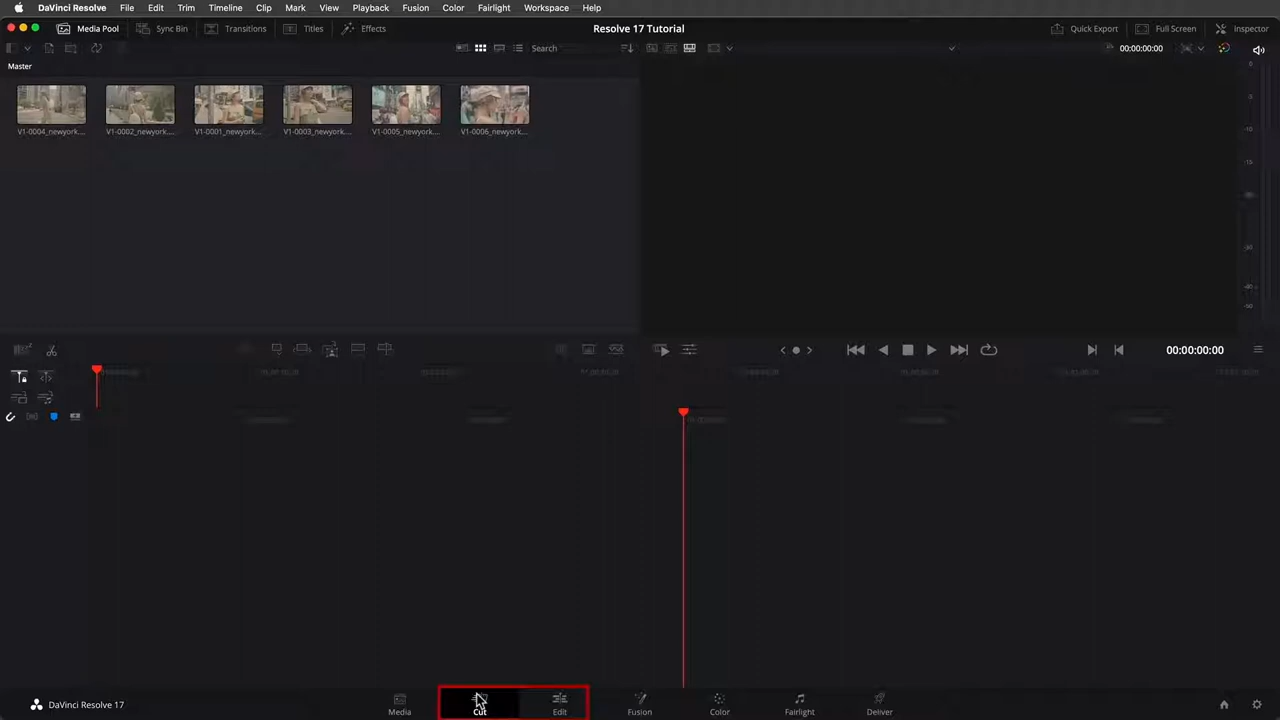 DaVinci Resolve File Edit Trim Timeline Clip Mark View Playback Fusion Color Fairlight Workspace Help
Media Pool Sync Bin Transitions Titles Effects Resolve 17 Tutorial Quick Export Full Screen Inspector
Search 00:00:00:00
Master
V1-0004_newyork.... V1-0002_newyork.... V1-0001_newyork.... V1-0003_newyork.... V1-0005_newyork.... V1-0006_newyork....
00:00:00:00
DaVinci Resolve 17 Media Cut Edit Fusion Color Fairlight Deliver